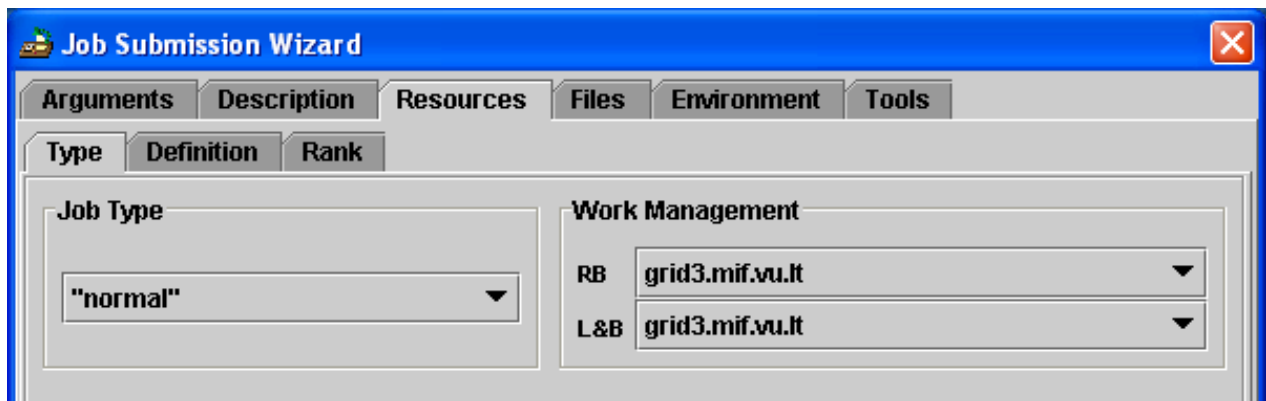 Job Submission Wizard
Arguments Description Resources Files Environment Tools
Type Definition Rank
Job Type
"normal"
Work Management
RB grid3.mif.vu.lt
L&B grid3.mif.vu.lt